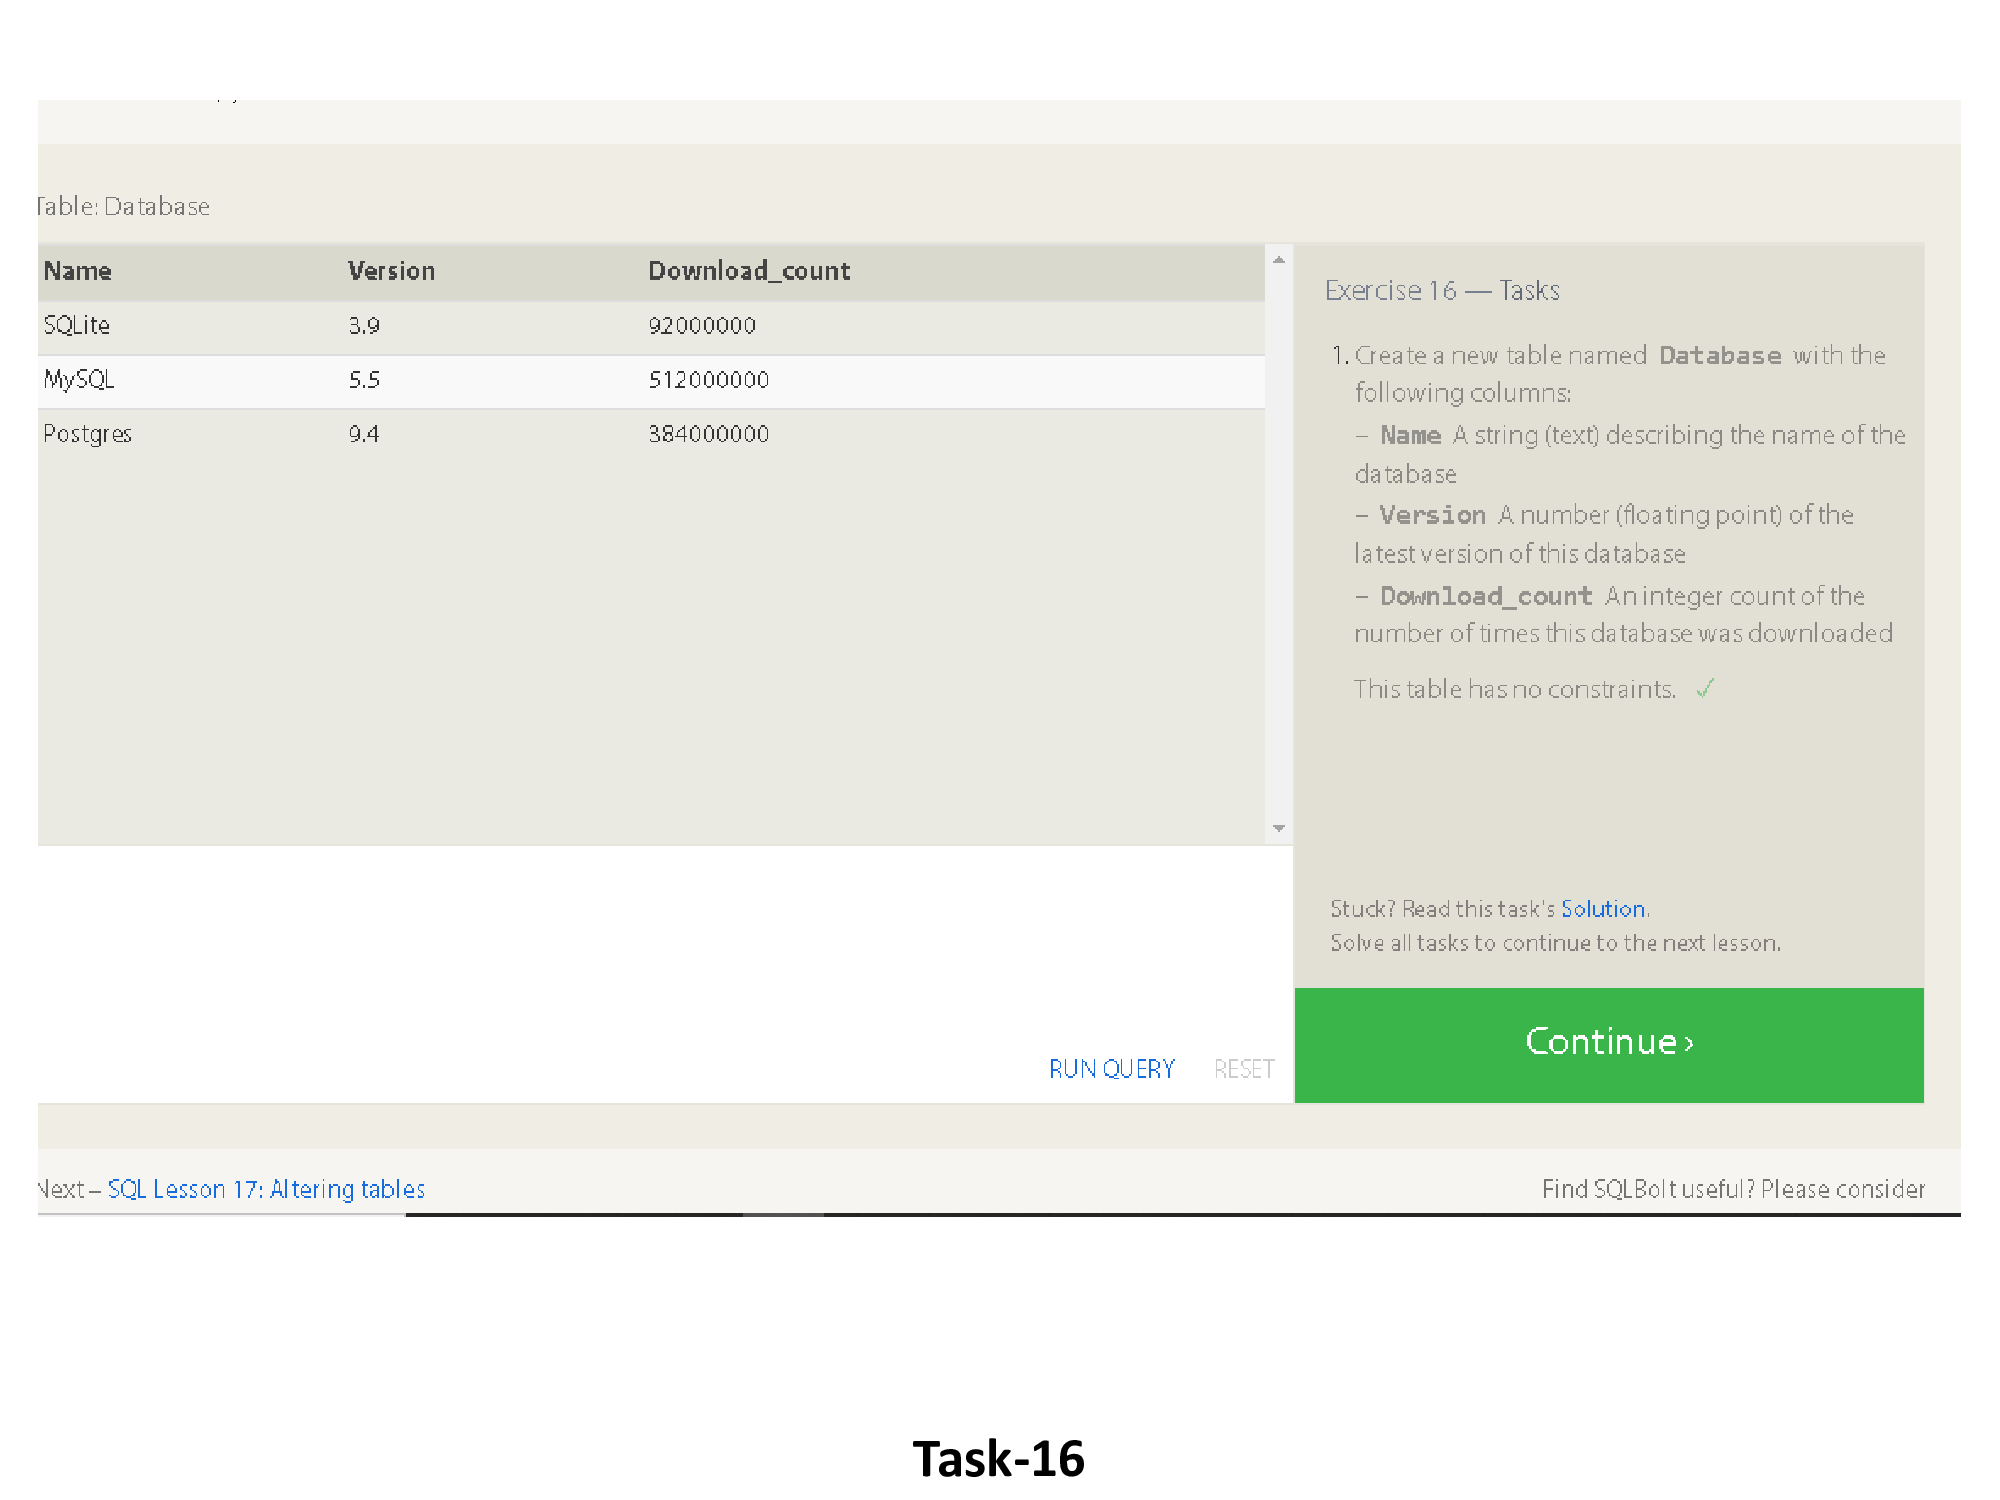 Table: Database
Name Version Download_count
SQLite 3.9 92000000
MySQL 5.5 512000000
Postgres 9.4 384000000
Exercise 16 — Tasks
1. Create a new table named Database with the
following columns:
– Name A string (text) describing the name of the
database
– Version A number (floating point) of the
latest version of this database
– Download_count An integer count of the
number of times this database was downloaded
This table has no constraints. ✓
Stuck? Read this task's Solution.
Solve all tasks to continue to the next lesson.
RUN QUERY RESET
Continue ›
Next – SQL Lesson 17: Altering tables
Find SQLBolt useful? Please consider
Task-16